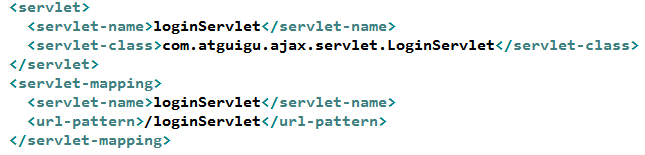 <servlet>
<servlet-name>loginServlet</servlet-name>
<servlet-class>com.atguigu.ajax.servlet.LoginServlet</servlet-class>
</servlet>
<servlet-mapping>
<servlet-name>loginServlet</servlet-name>
<url-pattern>/loginServlet</url-pattern>
</servlet-mapping>